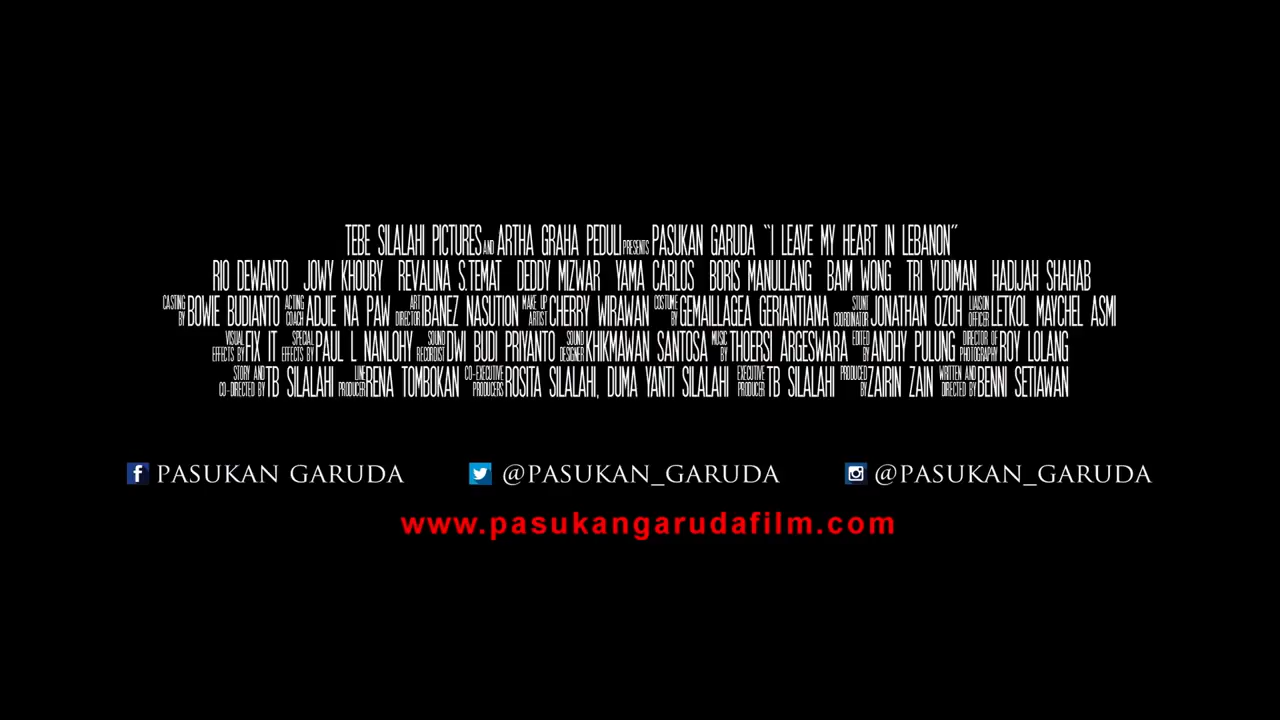 TEBE SILALAHI PICTURES AND ARTHA GRAHA PEDULI PRESENTS PASUKAN GARUDA "I LEAVE MY HEART IN LEBANON"
RIO DEWANTO JOWY KHOURY REVALINA S.TEMAT DEDDY MIZWAR YAMA CARLOS BORIS MANULLANG BAIM WONG TRI YUDIMAN HADIJAH SHAHAB
CASTING BY BOWIE BUDIANTO ACTING COACH ADJIE NA PAW ART DIRECTOR IBANEZ NASUTION MAKE UP ARTIST CHERRY WIRAWAN COSTUME BY GEMAILLAGEA GERIANTIANA STUNT COORDINATOR JONATHAN OZOH LIAISON OFFICER LETKOL MAYCHEL ASMI
VISUAL EFFECTS BY FIX IT SPECIAL EFFECTS BY PAUL L NANLOHY SOUND RECORDIST DWI BUDI PRIYANTO SOUND DESIGNER KHIKMAWAN SANTOSA MUSIC BY THOERSI ARGESWARA EDITED BY ANDHY PULUNG DIRECTOR OF PHOTOGRAPHY ROY LOLANG
STORY AND CO-DIRECTED BY TB SILALAHI LINE PRODUCER RENA TOMBOKAN CO-EXECUTIVE PRODUCERS ROSITA SILALAHI, DUMA YANTI SILALAHI EXECUTIVE PRODUCER TB SILALAHI PRODUCED BY ZAIRIN ZAIN WRITTEN AND DIRECTED BY BENNI SETIAWAN
f PASUKAN GARUDA @PASUKAN_GARUDA @PASUKAN_GARUDA
www.pasukangarudafilm.com